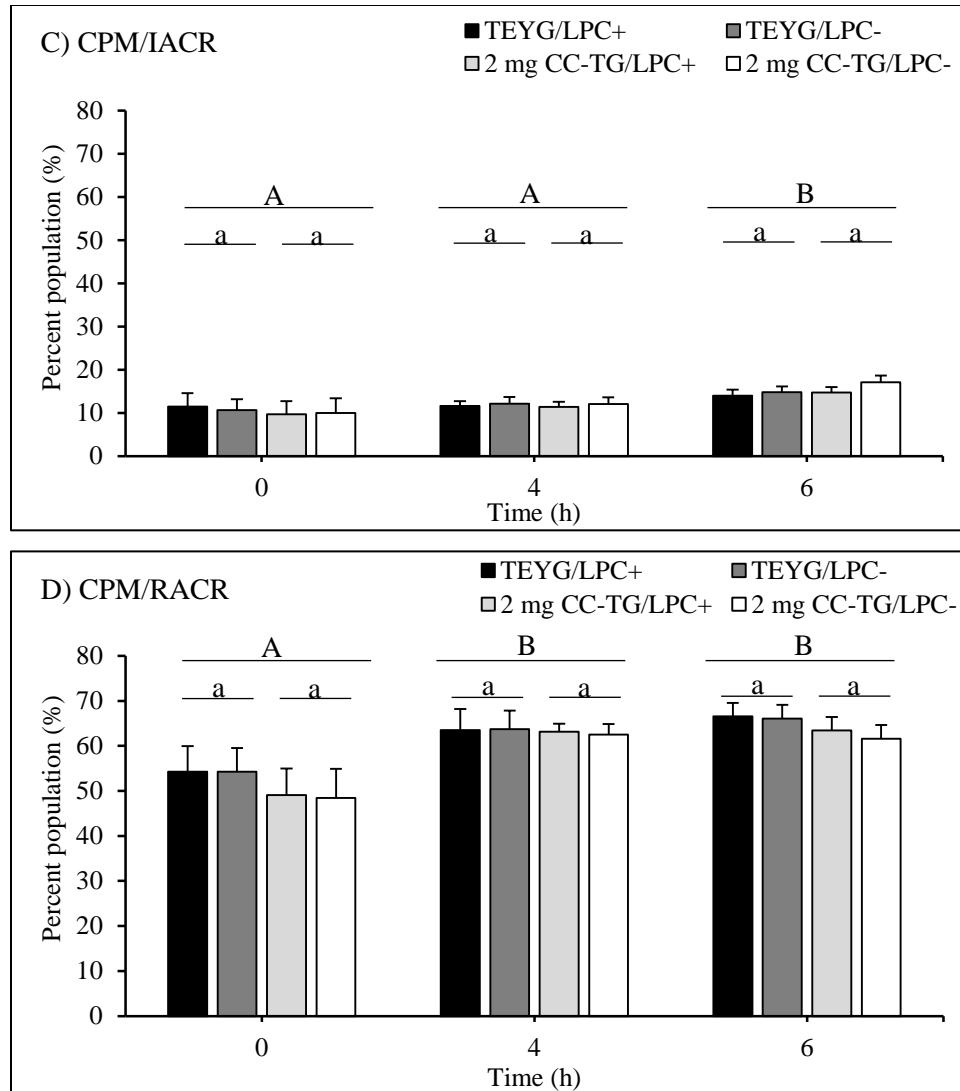 C) CPM/IACR
TEYG/LPC+ TEYG/LPC-
2 mg CC-TG/LPC+ 2 mg CC-TG/LPC-
Percent population (%)
80
70
60
50
40
30
20
10
0
A A B
a a a a a a
0 4 6
Time (h)
D) CPM/RACR
TEYG/LPC+ TEYG/LPC-
2 mg CC-TG/LPC+ 2 mg CC-TG/LPC-
Percent population (%)
80
70
60
50
40
30
20
10
0
A B B
a a a a a a
0 4 6
Time (h)